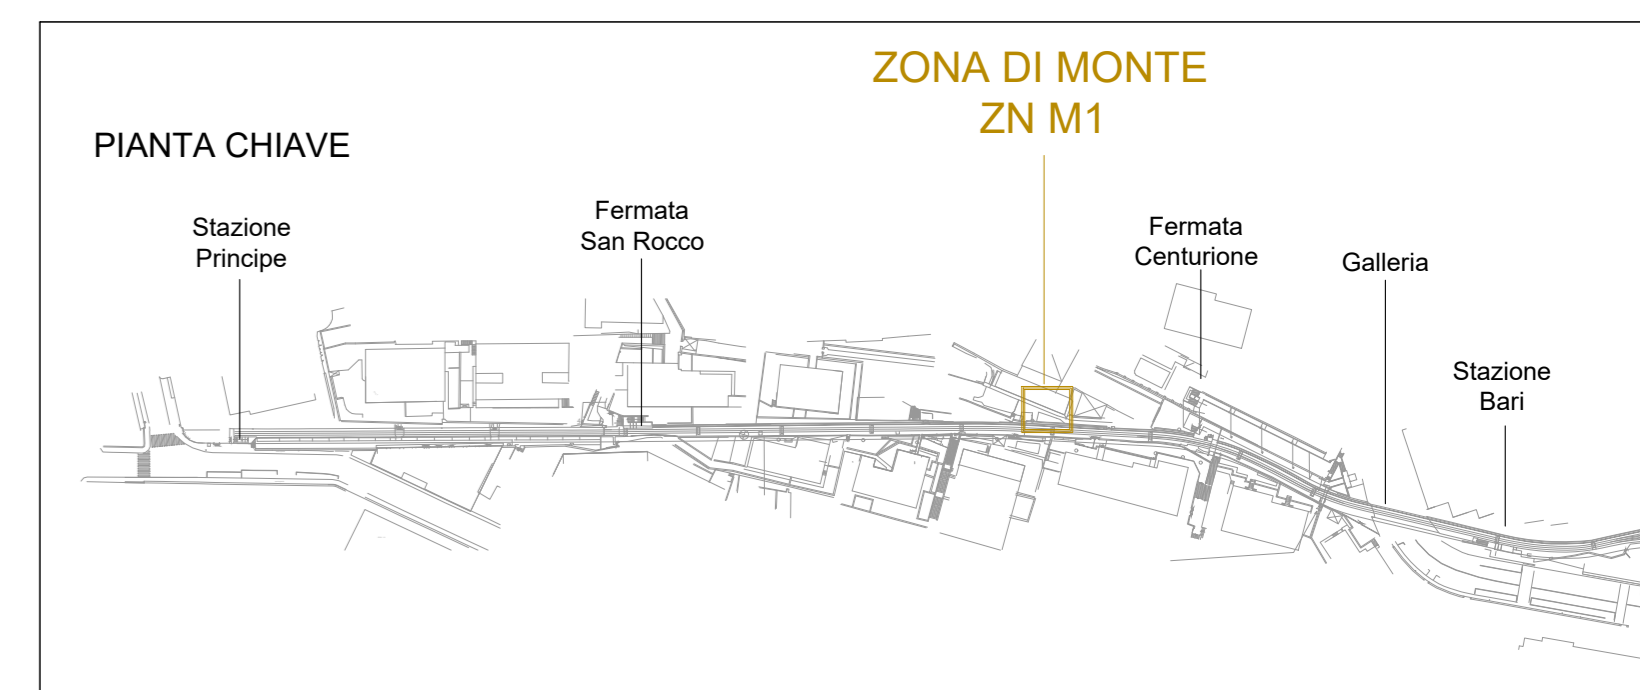 ZONA DI MONTE
ZN M1
PIANTA CHIAVE
Stazione
Principe
Fermata
San Rocco
Fermata
Centurione
Galleria
Stazione
Bari